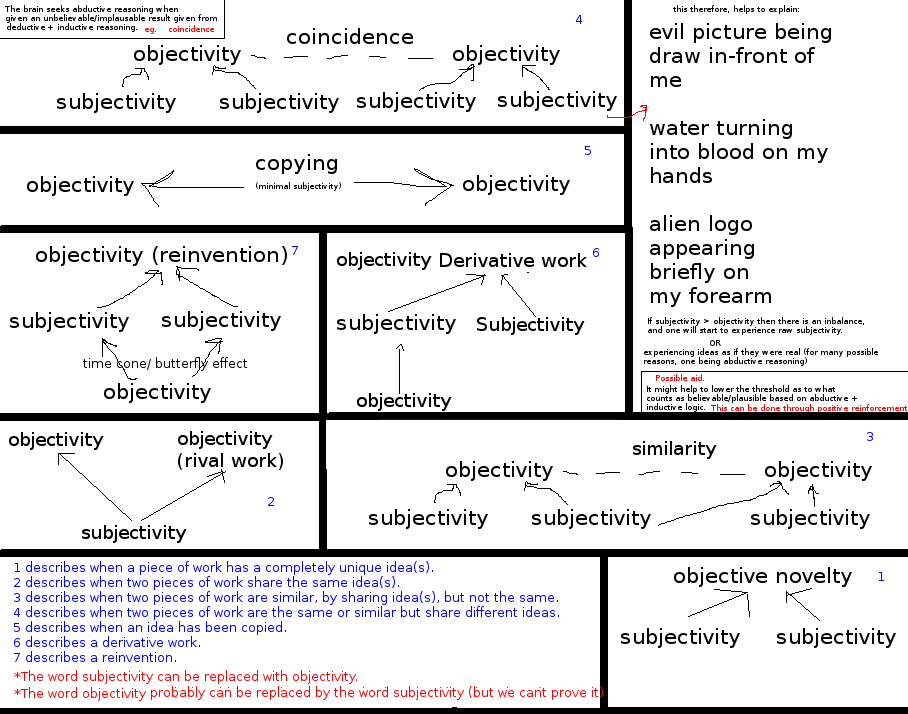 The brain seeks abductive reasoning when
given an unbelievable/implausable result given from
deductive + inductive reasoning. eg. coincidence
4
coincidence
objectivity
objectivity
subjectivity
subjectivity
subjectivity
subjectivity
this therefore, helps to explain:
evil picture being
draw in-front of
me
water turning
into blood on my
hands
alien logo
appearing
briefly on
my forearm
If subjectivity > objectivity then there is an inbalance,
and one will start to experience raw subjectivity.
OR
experiencing ideas as if they were real (for many possible
reasons, one being abductive reasoning)
Possible aid.
It might help to lower the threshold as to what
counts as believable/plausible based on abductive +
inductive logic. This can be done through positive reinforcement
5
copying
(minimal subjectivity)
objectivity
objectivity
objectivity (reinvention)
7
subjectivity
subjectivity
time cone/ butterfly effect
objectivity
objectivity Derivative work
6
subjectivity
Subjectivity
objectivity
objectivity
objectivity
(rival work)
2
subjectivity
3
similarity
objectivity
objectivity
subjectivity
subjectivity
subjectivity
1 describes when a piece of work has a completely unique idea(s).
2 describes when two pieces of work share the same idea(s).
3 describes when two pieces of work are similar, by sharing idea(s), but not the same.
4 describes when two pieces of work are the same or similar but share different ideas.
5 describes when an idea has been copied.
6 describes a derivative work.
7 describes a reinvention.
*The word subjectivity can be replaced with objectivity.
*The word objectivity probably can be replaced by the word subjectivity (but we cant prove it)
objective novelty
1
subjectivity
subjectivity